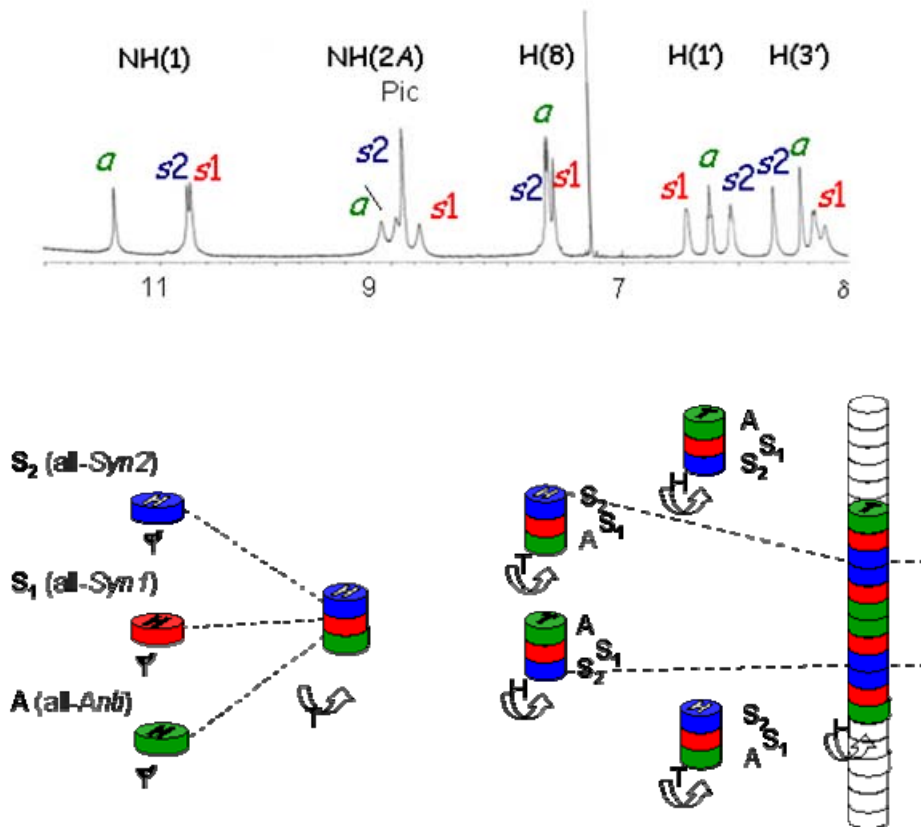 NH(1) NH(2A) H(8) H(1') H(3')
Pic
a s2 s1 a s2 s1 a s2 s1 s1 a s2 s2 a s1
11 9 7 δ
S2 (all-Syn2)
H
T
S1 (all-Syn1)
H
T
A (all-Anti)
H
T
H
T
H
S2
S1
A
T
T
A
S1
S2
H
T
A
S1
S2
H
H
S2
S1
A
T
T
H